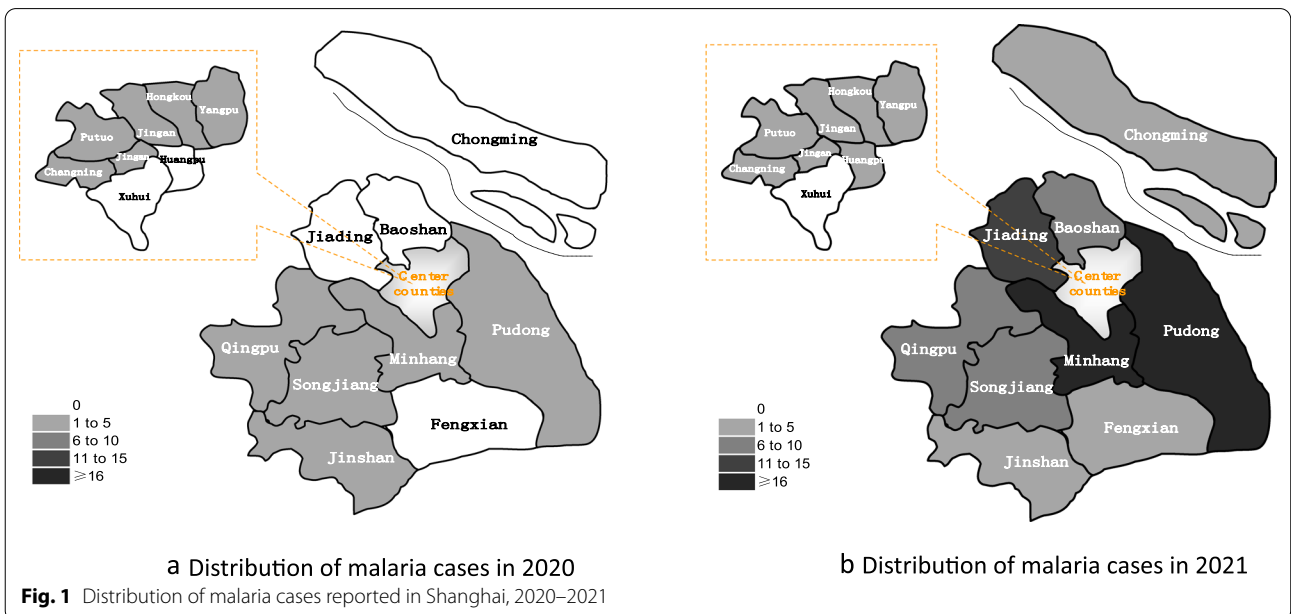 Hongkou
Yangpu
Putuo
Jingan
Jingan
Huangpu
Changning
Xuhui
Chongming
Jiading
Baoshan
Center
counties
Pudong
Qingpu
Minhang
Songjiang
Fengxian
Jinshan
0
1 to 5
6 to 10
11 to 15
≥16
a Distribution of malaria cases in 2020
Hongkou
Yangpu
Putuo
Jingan
Jingan
Huangpu
Changning
Xuhui
Chongming
Jiading
Baoshan
Center
counties
Pudong
Qingpu
Minhang
Songjiang
Fengxian
Jinshan
0
1 to 5
6 to 10
11 to 15
≥16
b Distribution of malaria cases in 2021
Fig. 1 Distribution of malaria cases reported in Shanghai, 2020–2021